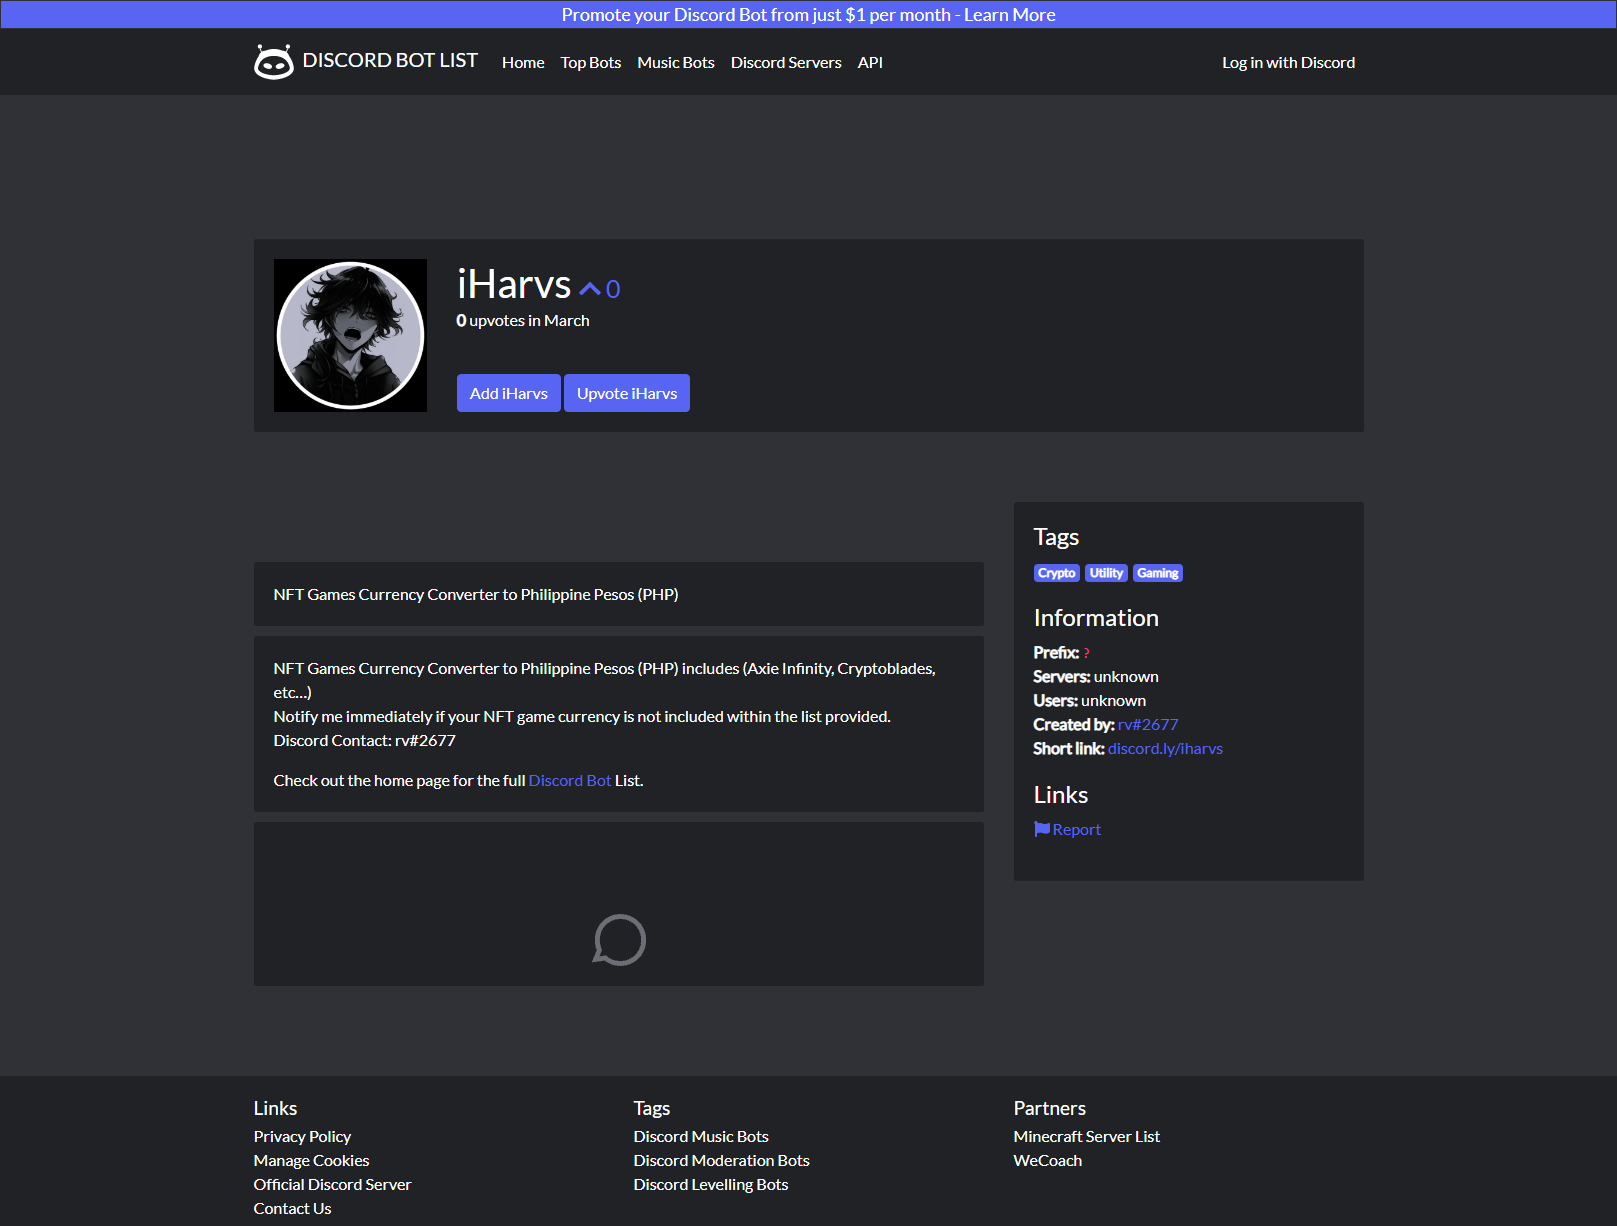 Promote your Discord Bot from just $1 per month - Learn More
DISCORD BOT LIST
Home
Top Bots
Music Bots
Discord Servers
API
Log in with Discord
iHarvs 0
0 upvotes in March
Add iHarvs
Upvote iHarvs
NFT Games Currency Converter to Philippine Pesos (PHP)
NFT Games Currency Converter to Philippine Pesos (PHP) includes (Axie Infinity, Cryptoblades,
etc...)
Notify me immediately if your NFT game currency is not included within the list provided.
Discord Contact: rv#2677
Check out the home page for the full Discord Bot List.
Tags
Crypto Utility Gaming
Information
Prefix: ?
Servers: unknown
Users: unknown
Created by: rv#2677
Short link: discord.ly/iharvs
Links
Report
Links
Privacy Policy
Manage Cookies
Official Discord Server
Contact Us
Tags
Discord Music Bots
Discord Moderation Bots
Discord Levelling Bots
Partners
Minecraft Server List
WeCoach